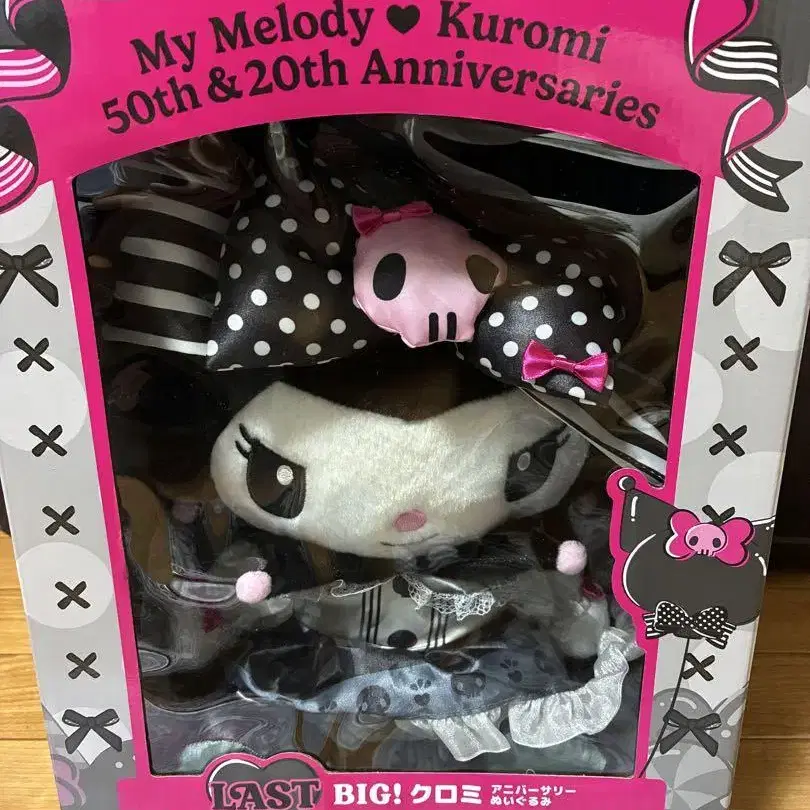 My Melody ♥ Kuromi
50th & 20th Anniversaries
LAST BIG! クロミ アニバーサリー
ぬいぐるみ